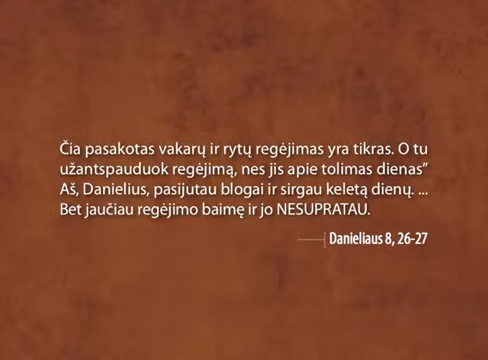 Čia pasakotas vakarų ir rytų regėjimas yra tikras. O tu
užantspauduok regėjimą, nes jis apie tolimas dienas”
Aš, Danielius, pasijutau blogai ir sirgau keletą dienų. ...
Bet jaučiau regėjimo baimę ir jo NESUPRATAU.
Danieliaus 8, 26-27